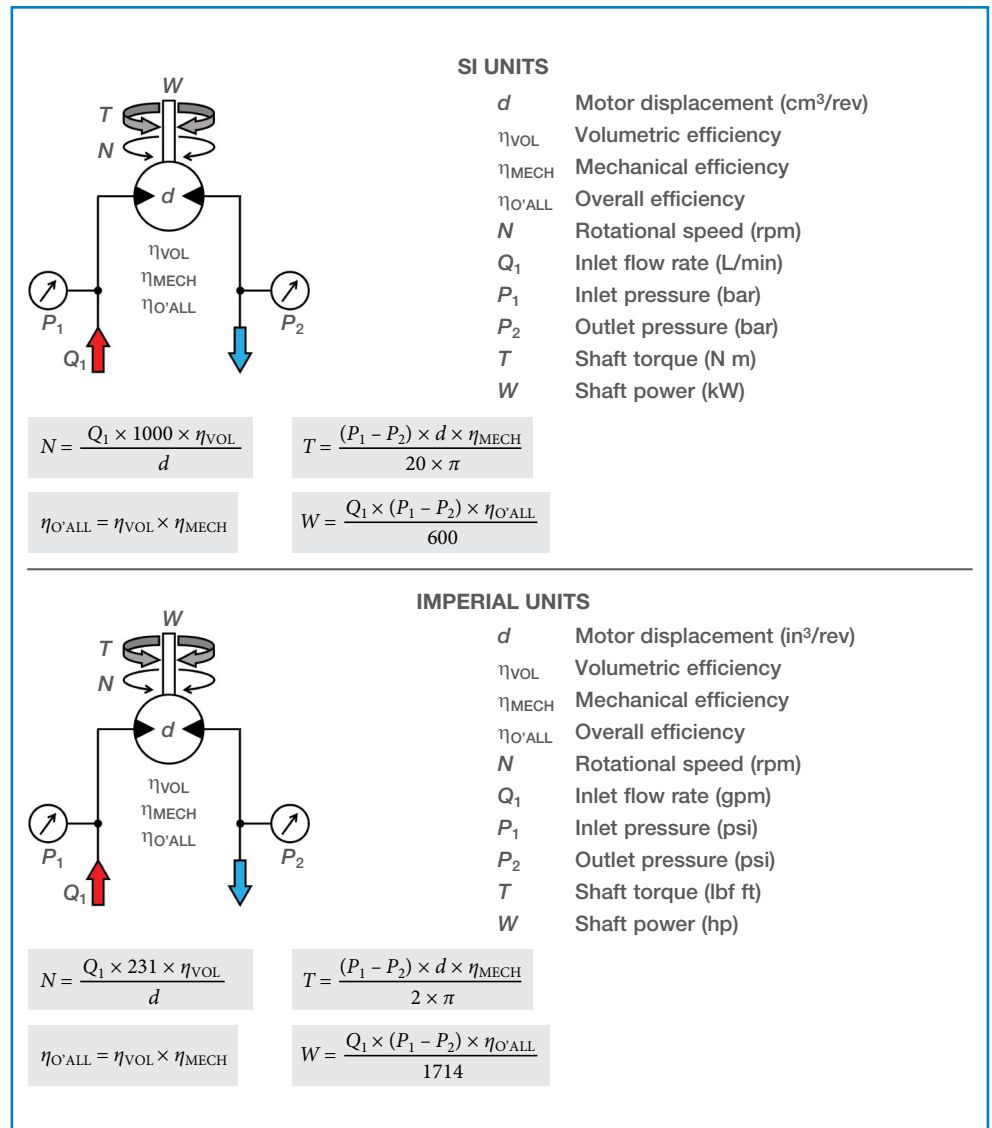 SI UNITS
W
T
N
d
ηVOL
ηMECH
ηO'ALL
P₁
P₂
Q₁
d Motor displacement (cm³/rev)
ηVOL Volumetric efficiency
ηMECH Mechanical efficiency
ηO'ALL Overall efficiency
N Rotational speed (rpm)
Q₁ Inlet flow rate (L/min)
P₁ Inlet pressure (bar)
P₂ Outlet pressure (bar)
T Shaft torque (N m)
W Shaft power (kW)
N = Q₁ × 1000 × ηVOL / d
T = (P₁ – P₂) × d × ηMECH / 20 × π
ηO'ALL = ηVOL × ηMECH
W = Q₁ × (P₁ – P₂) × ηO'ALL / 600
IMPERIAL UNITS
W
T
N
d
ηVOL
ηMECH
ηO'ALL
P₁
P₂
Q₁
d Motor displacement (in³/rev)
ηVOL Volumetric efficiency
ηMECH Mechanical efficiency
ηO'ALL Overall efficiency
N Rotational speed (rpm)
Q₁ Inlet flow rate (gpm)
P₁ Inlet pressure (psi)
P₂ Outlet pressure (psi)
T Shaft torque (lbf ft)
W Shaft power (hp)
N = Q₁ × 231 × ηVOL / d
T = (P₁ – P₂) × d × ηMECH / 2 × π
ηO'ALL = ηVOL × ηMECH
W = Q₁ × (P₁ – P₂) × ηO'ALL / 1714